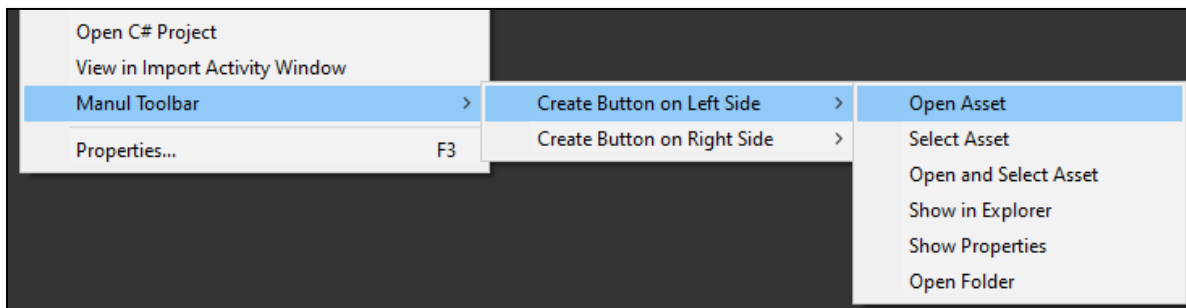 Open C# Project
View in Import Activity Window
Manul Toolbar >
Properties... F3
Create Button on Left Side >
Create Button on Right Side >
Open Asset
Select Asset
Open and Select Asset
Show in Explorer
Show Properties
Open Folder